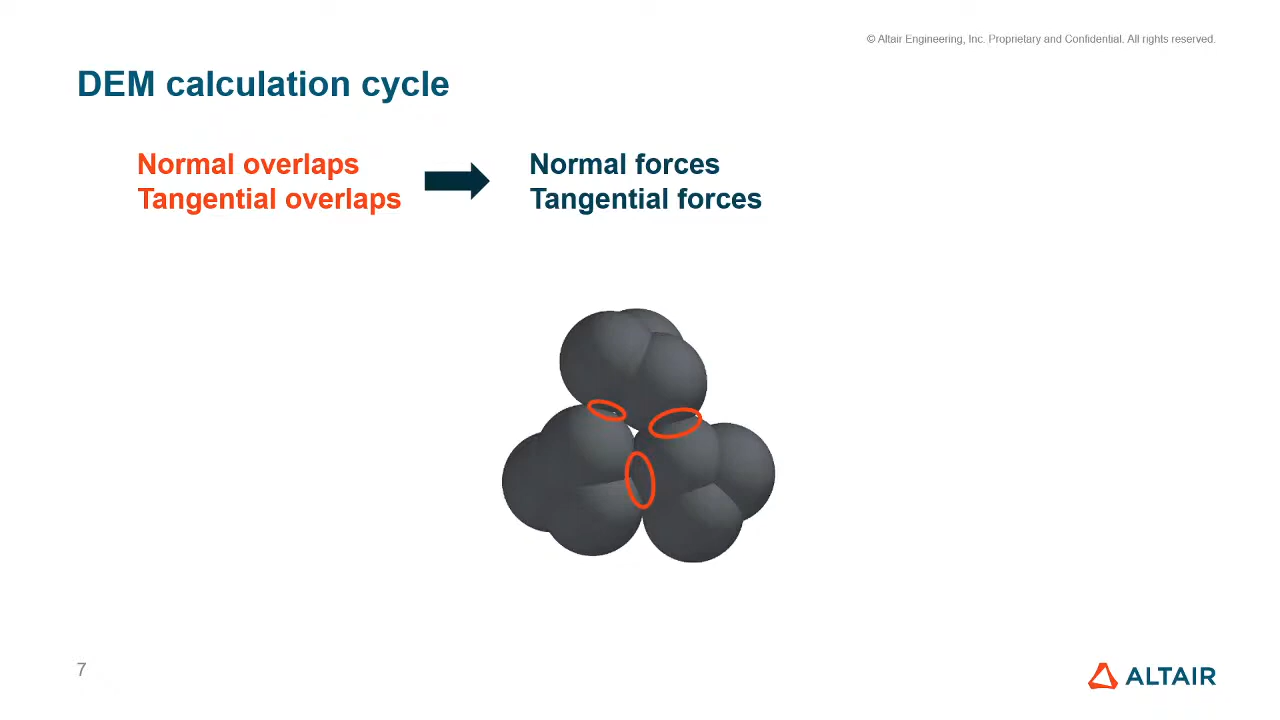 © Altair Engineering, Inc. Proprietary and Confidential. All rights reserved.
DEM calculation cycle
Normal overlaps
Tangential overlaps
Normal forces
Tangential forces
7
ALTAIR